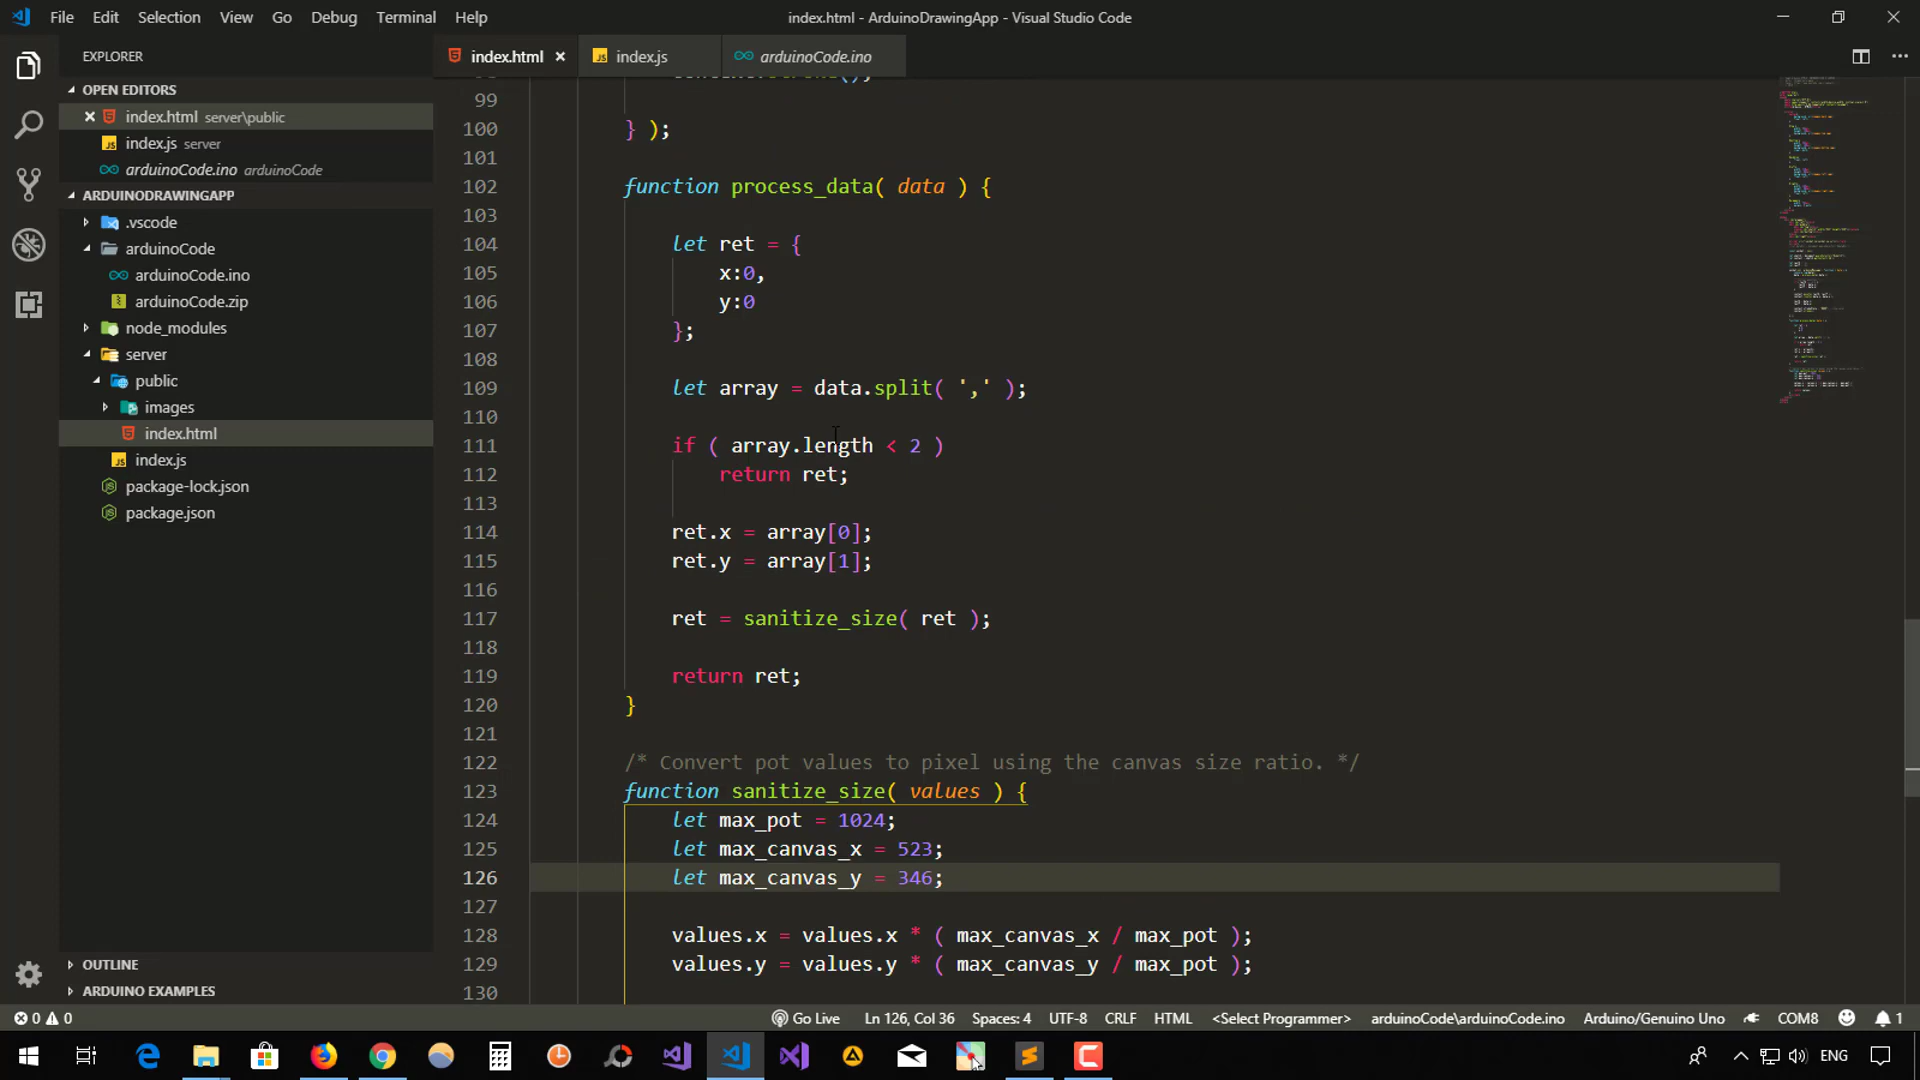 File Edit Selection View Go Debug Terminal Help
index.html - ArduinoDrawingApp - Visual Studio Code
EXPLORER
OPEN EDITORS
index.html server\public
index.js server
arduinoCode.ino arduinoCode
ARDUINODRAWINGAPP
.vscode
arduinoCode
arduinoCode.ino
arduinoCode.zip
node_modules
server
public
images
index.html
index.js
package-lock.json
package.json
OUTLINE
ARDUINO EXAMPLES
index.html index.js arduinoCode.ino
99
100 } );
101
102 function process_data( data ) {
103
104 let ret = {
105 x:0,
106 y:0
107 };
108
109 let array = data.split( ',' );
110
111 if ( array.length < 2 )
112 return ret;
113
114 ret.x = array[0];
115 ret.y = array[1];
116
117 ret = sanitize_size( ret );
118
119 return ret;
120 }
121
122 /* Convert pot values to pixel using the canvas size ratio. */
123 function sanitize_size( values ) {
124 let max_pot = 1024;
125 let max_canvas_x = 523;
126 let max_canvas_y = 346;
127
128 values.x = values.x * ( max_canvas_x / max_pot );
129 values.y = values.y * ( max_canvas_y / max_pot );
130
0 0 Go Live Ln 126, Col 36 Spaces: 4 UTF-8 CRLF HTML <Select Programmer> arduinoCode\arduinoCode.ino Arduino/Genuino Uno COM8 1
ENG